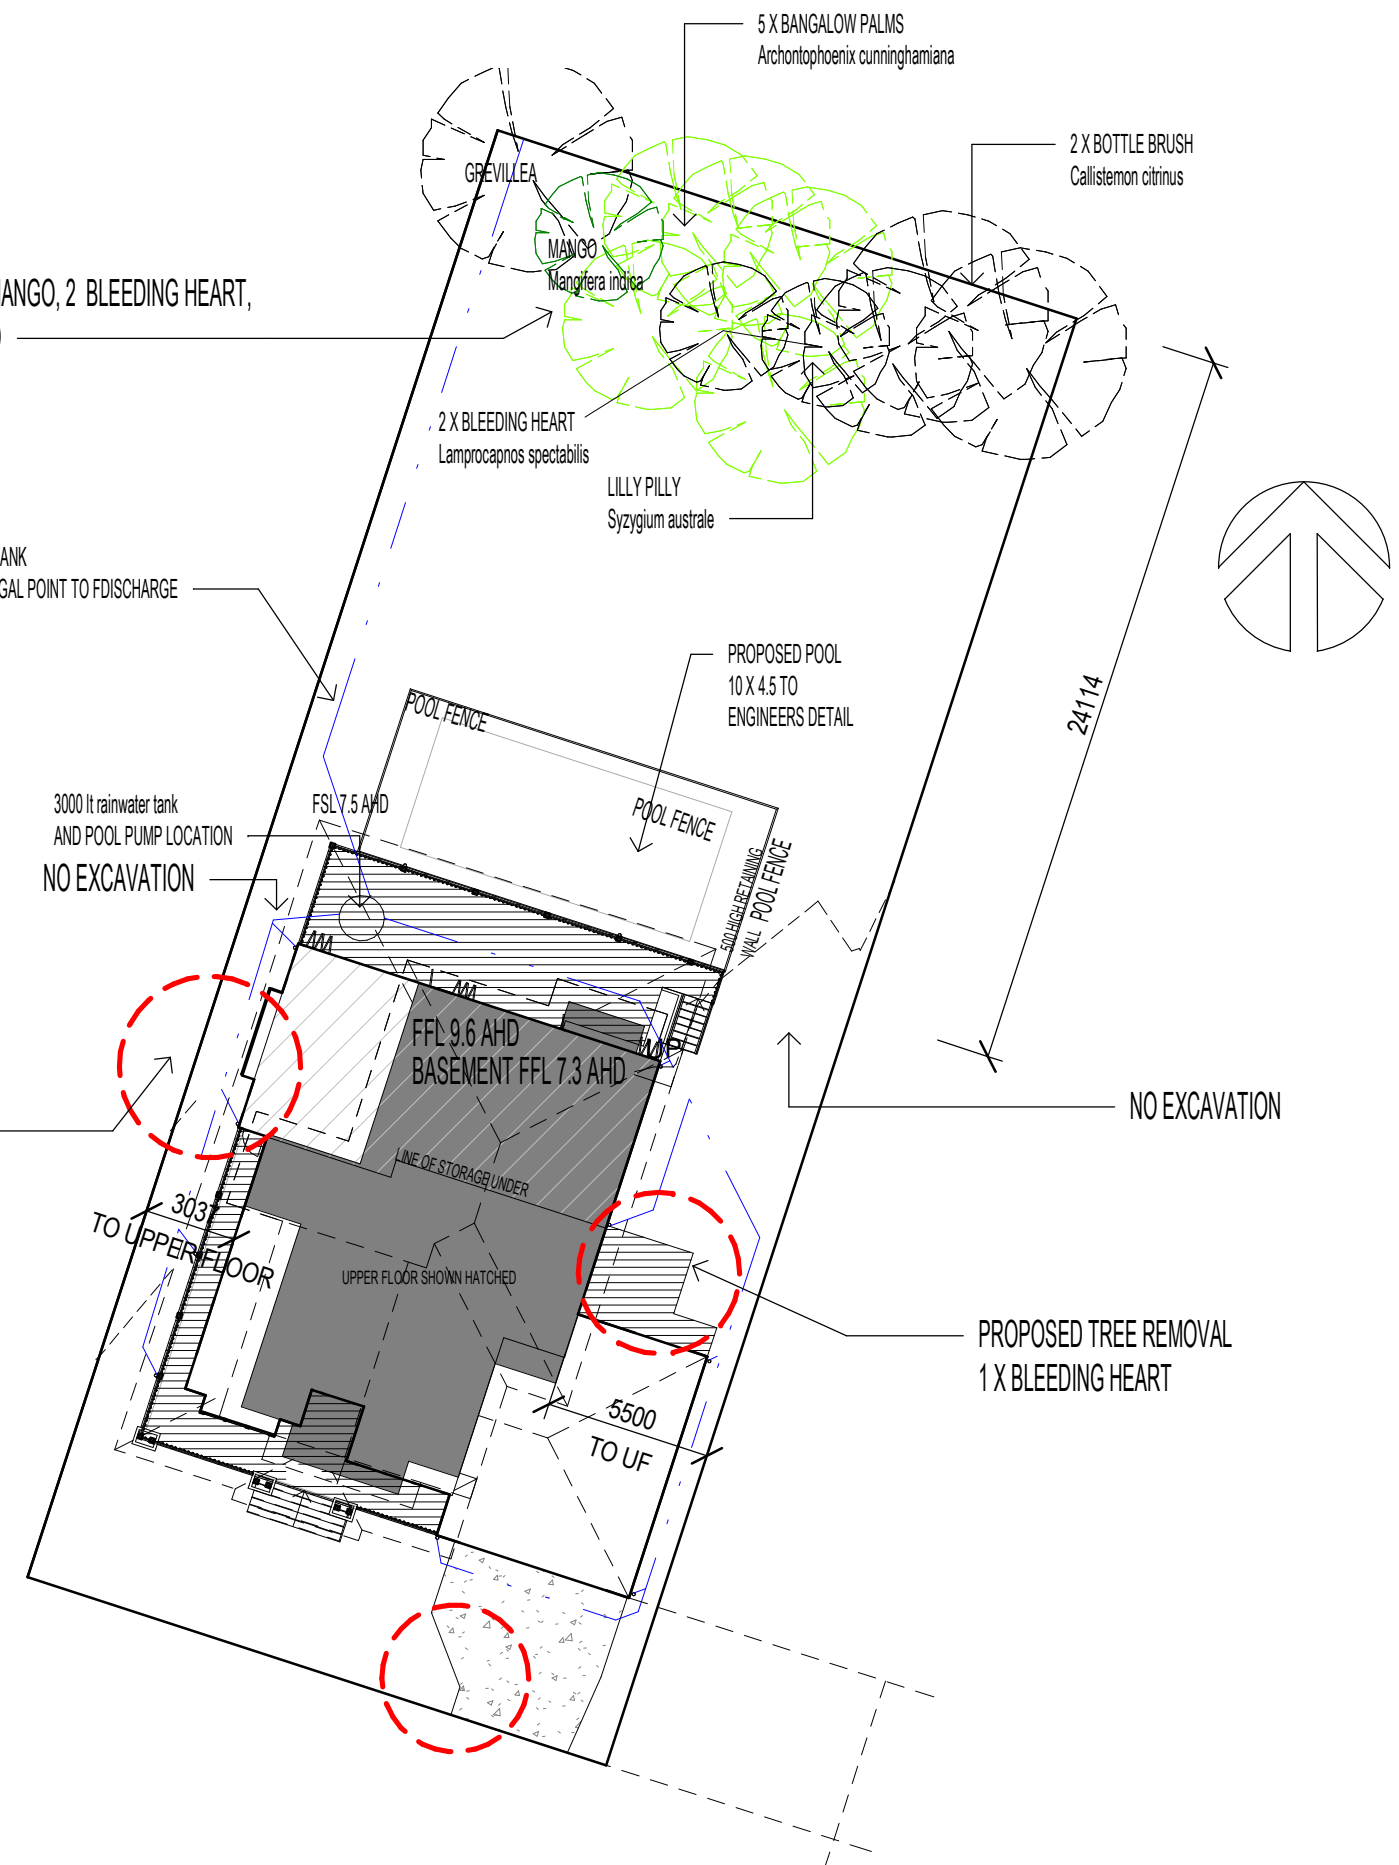 5 X BANGALOW PALMS
Archontophoenix cunninghamiana
2 X BOTTLE BRUSH
Callistemon citrinus
GREVILLEA
MANGO
Mangifera indica
ANGO, 2 BLEEDING HEART,
2 X BLEEDING HEART
Lamprocapnos spectabilis
LILLY PILLY
Syzygium australe
ANK
GAL POINT TO FDISCHARGE
PROPOSED POOL
10 X 4.5 TO
ENGINEERS DETAIL
24114
POOL FENCE
3000 lt rainwater tank
AND POOL PUMP LOCATION
FSL 7.5 AHD
POOL FENCE
NO EXCAVATION
500 HIGH RETAINING
WALL
POOL FENCE
FFL 9.6 AHD
BASEMENT FFL 7.3 AHD
NO EXCAVATION
LINE OF STORAGE UNDER
303
TO UPPER FLOOR
UPPER FLOOR SHOWN HATCHED
PROPOSED TREE REMOVAL
1 X BLEEDING HEART
5500
TO UF